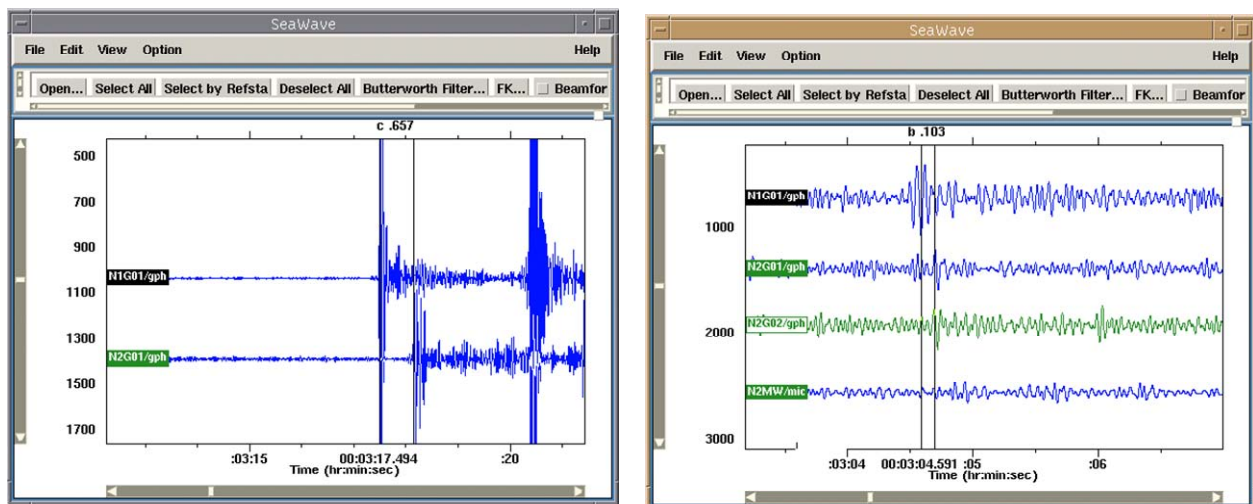 SeaWave
File Edit View Option Help
Open... Select All Select by Refsta Deselect All Butterworth Filter... FK... Beamfor
c .657
500
700
900
N1G01/gph
1100
1300
N2G01/gph
1500
1700
:03:15 00:03:17.494 :20
Time (hr:min:sec)
SeaWave
File Edit View Option Help
Open... Select All Select by Refsta Deselect All Butterworth Filter... FK... Beamfor
b .103
N1G01/gph
1000
N2G01/gph
N2G02/gph
2000
N2MW/mic
3000
:03:04 00:03:04.591 :05 :06
Time (hr:min:sec)